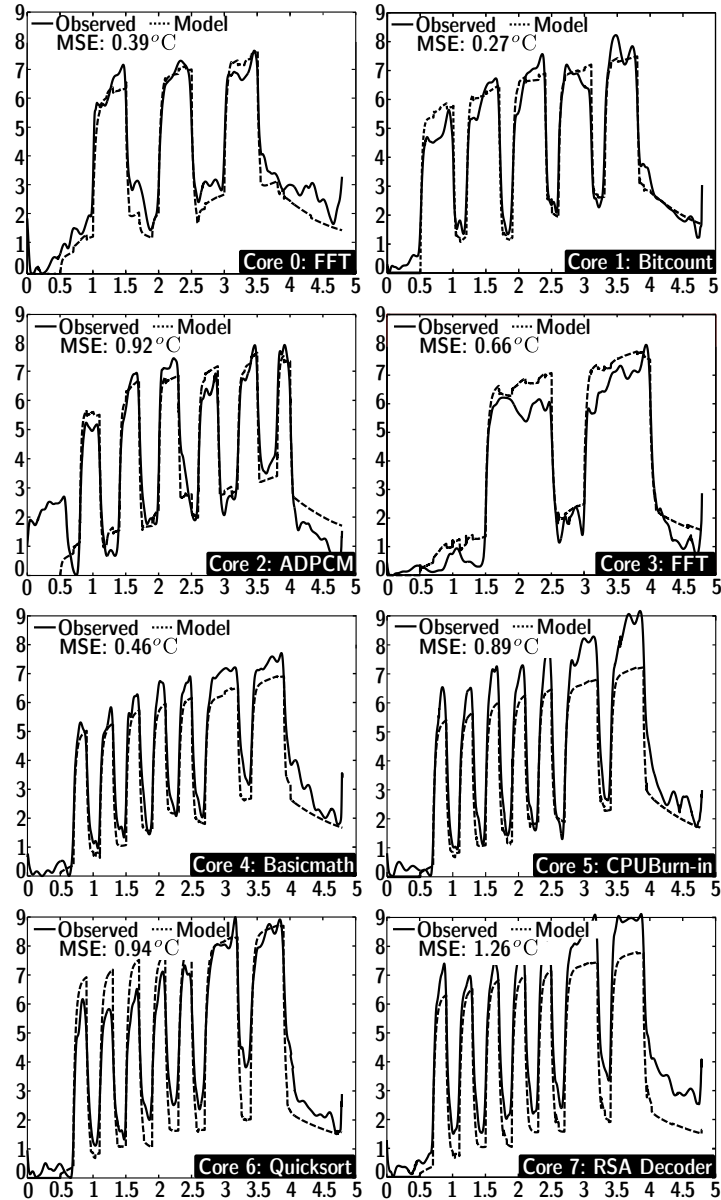 9
8
7
6
5
4
3
2
1
0
Observed Model
MSE: 0.39°C
Core 0: FFT
0 0.5 1 1.5 2 2.5 3 3.5 4 4.5 5
9
8
7
6
5
4
3
2
1
0
Observed Model
MSE: 0.27°C
Core 1: Bitcount
0 0.5 1 1.5 2 2.5 3 3.5 4 4.5 5
9
8
7
6
5
4
3
2
1
0
Observed Model
MSE: 0.92°C
Core 2: ADPCM
0 0.5 1 1.5 2 2.5 3 3.5 4 4.5 5
9
8
7
6
5
4
3
2
1
0
Observed Model
MSE: 0.66°C
Core 3: FFT
0 0.5 1 1.5 2 2.5 3 3.5 4 4.5 5
9
8
7
6
5
4
3
2
1
0
Observed Model
MSE: 0.46°C
Core 4: Basicmath
0 0.5 1 1.5 2 2.5 3 3.5 4 4.5 5
9
8
7
6
5
4
3
2
1
0
Observed Model
MSE: 0.89°C
Core 5: CPUBurn-in
0 0.5 1 1.5 2 2.5 3 3.5 4 4.5 5
9
8
7
6
5
4
3
2
1
0
Observed Model
MSE: 0.94°C
Core 6: Quicksort
0 0.5 1 1.5 2 2.5 3 3.5 4 4.5 5
9
8
7
6
5
4
3
2
1
0
Observed Model
MSE: 1.26°C
Core 7: RSA Decoder
0 0.5 1 1.5 2 2.5 3 3.5 4 4.5 5